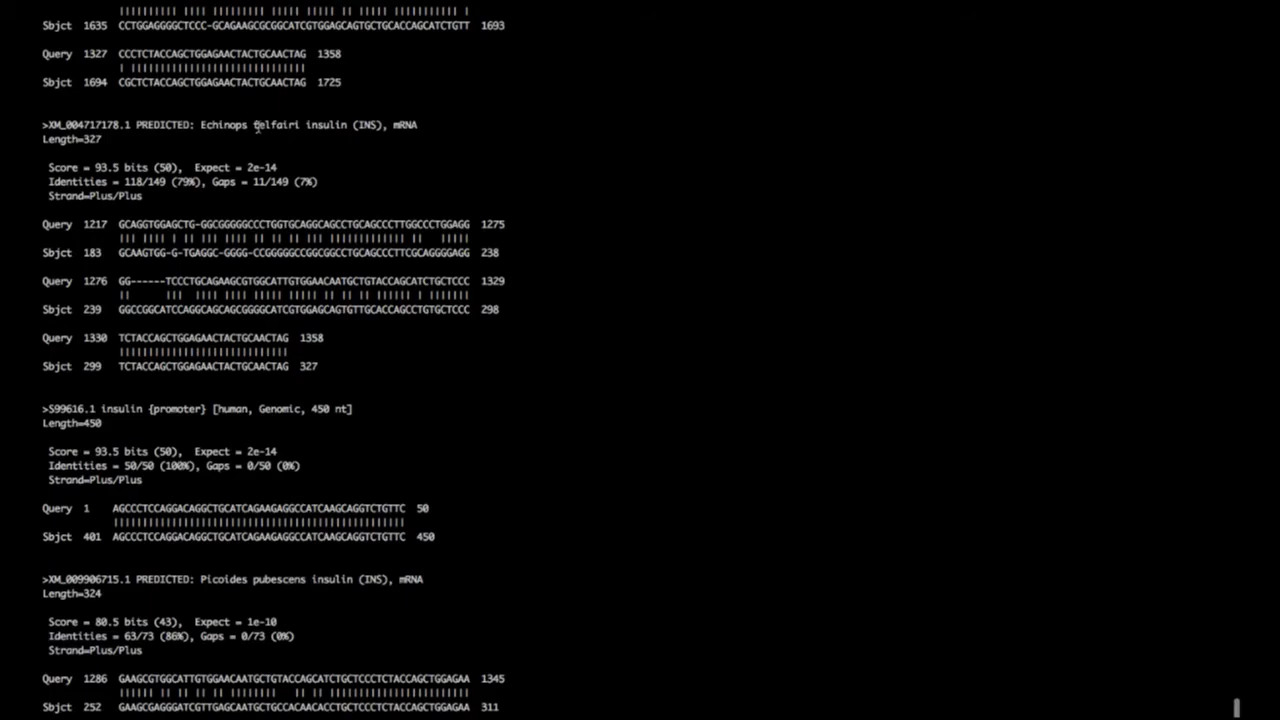 |||||||||| |||| |||| || |||||||| ||||| |||||| || ||||| ||||||||||| |
Sbjct 1635 CCTGGAGGGGCTCCC-GCAGAAGCGCGGCATCGTGGAGCAGTGCTGCACCAGCATCTGTT 1693
Query 1327 CCCTCTACCAGCTGGAGAACTACTGCAACTAG 1358
| ||||||||||||||||||||||||||||||
Sbjct 1694 CGCTCTACCAGCTGGAGAACTACTGCAACTAG 1725
>XM_004717178.1 PREDICTED: Echinops telfairi insulin (INS), mRNA
Length=327
Score = 93.5 bits (50), Expect = 2e-14
Identities = 118/149 (79%), Gaps = 11/149 (7%)
Strand=Plus/Plus
Query 1217 GCAGGTGGAGCTG-GGCGGGGGCCCTGGTGCAGGCAGCCTGCAGCCCTTGGCCCTGGAGG 1275
||| |||| | || ||| |||| || || || ||| ||||||||||||| || |||||
Sbjct 183 GCAAGTGG-G-TGAGGC-GGGG-CCGGGGGCCGGCGGCCTGCAGCCCTTCGCAGGGGAGG 238
Query 1276 GG------TCCCTGCAGAAGCGTGGCATTGTGGAACAATGCTGTACCAGCATCTGCTCCC 1329
|| ||| |||| |||| ||||| ||||| || || || |||||| | |||||||
Sbjct 239 GGCCGGCATCCAGGCAGCAGCGGGGCATCGTGGAGCAGTGTTGCACCAGCCTGTGCTCCC 298
Query 1330 TCTACCAGCTGGAGAACTACTGCAACTAG 1358
|||||||||||||||||||||||||||||
Sbjct 299 TCTACCAGCTGGAGAACTACTGCAACTAG 327
>S99616.1 insulin {promoter} [human, Genomic, 450 nt]
Length=450
Score = 93.5 bits (50), Expect = 2e-14
Identities = 50/50 (100%), Gaps = 0/50 (0%)
Strand=Plus/Plus
Query 1 AGCCCTCCAGGACAGGCTGCATCAGAAGAGGCCATCAAGCAGGTCTGTTC 50
||||||||||||||||||||||||||||||||||||||||||||||||||
Sbjct 401 AGCCCTCCAGGACAGGCTGCATCAGAAGAGGCCATCAAGCAGGTCTGTTC 450
>XM_009906715.1 PREDICTED: Picoides pubescens insulin (INS), mRNA
Length=324
Score = 80.5 bits (43), Expect = 1e-10
Identities = 63/73 (86%), Gaps = 0/73 (0%)
Strand=Plus/Plus
Query 1286 GAAGCGTGGCATTGTGGAACAATGCTGTACCAGCATCTGCTCCCTCTACCAGCTGGAGAA 1345
|||||| || || || || |||||||| || || ||||||||||||||||||||||||
Sbjct 252 GAAGCGAGGGATCGTTGAGCAATGCTGCCACAACACCTGCTCCCTCTACCAGCTGGAGAA 311